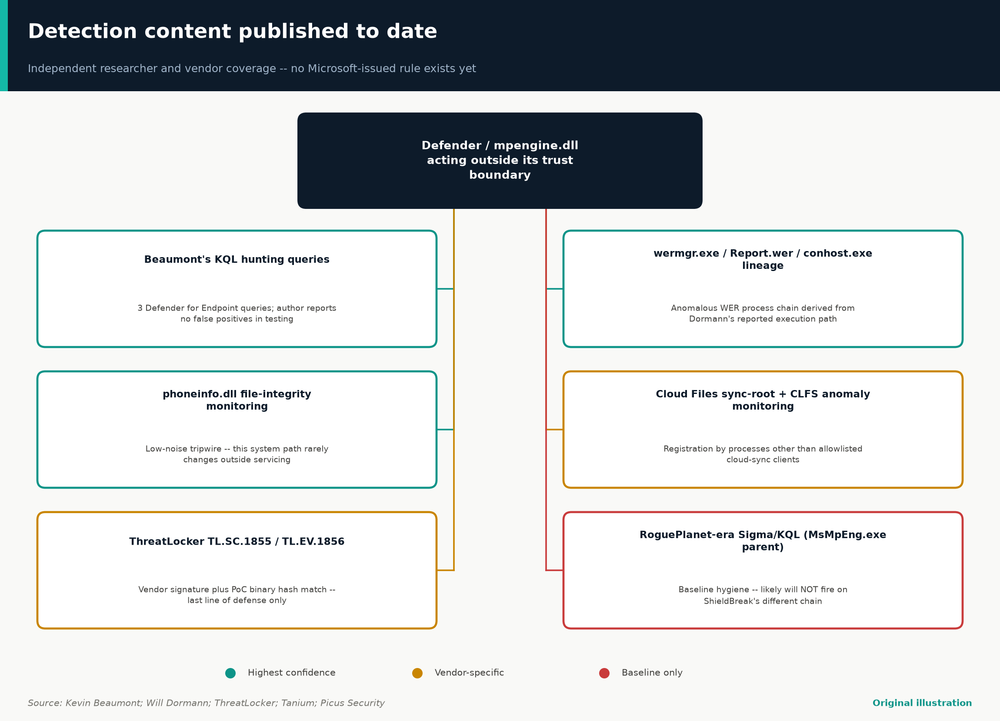 Detection content published to date
Independent researcher and vendor coverage -- no Microsoft-issued rule exists yet
Defender / mpengine.dll
acting outside its trust
boundary
Beaumont's KQL hunting queries
3 Defender for Endpoint queries; author reports
no false positives in testing
wermgr.exe / Report.wer / conhost.exe
lineage
Anomalous WER process chain derived from
Dormann's reported execution path
phoneinfo.dll file-integrity
monitoring
Low-noise tripwire -- this system path rarely
changes outside servicing
Cloud Files sync-root + CLFS anomaly
monitoring
Registration by processes other than allowlisted
cloud-sync clients
ThreatLocker TL.SC.1855 / TL.EV.1856
Vendor signature plus PoC binary hash match --
last line of defense only
RoguePlanet-era Sigma/KQL (MsMpEng.exe
parent)
Baseline hygiene -- likely will NOT fire on
ShieldBreak's different chain
Highest confidence
Vendor-specific
Baseline only
Source: Kevin Beaumont; Will Dormann; ThreatLocker; Tanium; Picus Security
Original illustration